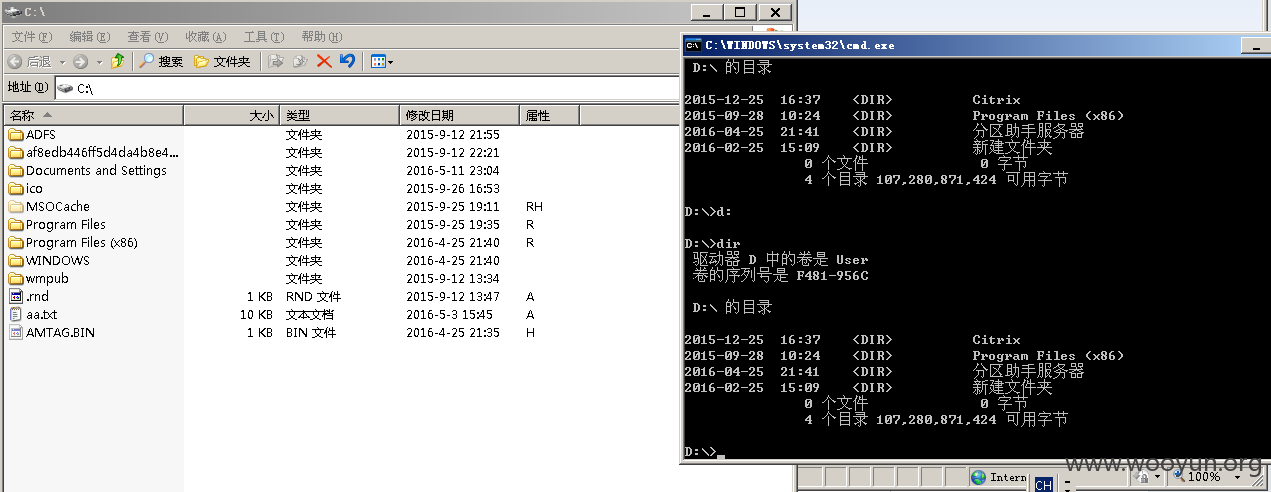 C:\
文件(F) 编辑(E) 查看(V) 收藏(A) 工具(T) 帮助(H)
后退 搜索 文件夹
地址(D) C:\
名称 大小 类型 修改日期 属性
ADFS 文件夹 2015-9-12 21:55
af8edb446ff5d4da4b8e4... 文件夹 2015-9-12 22:21
Documents and Settings 文件夹 2016-5-11 23:04
ico 文件夹 2015-9-26 16:53
MSOCache 文件夹 2015-9-25 19:11 RH
Program Files 文件夹 2015-9-25 19:35 R
Program Files (x86) 文件夹 2016-4-25 21:40 R
WINDOWS 文件夹 2016-4-25 21:40
wmpub 文件夹 2015-9-12 13:34
.rnd 1 KB RND 文件 2015-9-12 13:47 A
aa.txt 10 KB 文本文档 2016-5-3 15:45 A
AMTAG.BIN 1 KB BIN 文件 2016-4-25 21:35 H
C:\WINDOWS\system32\cmd.exe
D:\ 的目录
2015-12-25 16:37 <DIR> Citrix
2015-09-28 10:24 <DIR> Program Files (x86)
2016-04-25 21:41 <DIR> 分区助手服务器
2016-02-25 15:09 <DIR> 新建文件夹
0 个文件 0 字节
4 个目录 107,280,871,424 可用字节
D:\>d:
D:\>dir
驱动器 D 中的卷是 User
卷的序列号是 F481-956C
D:\ 的目录
2015-12-25 16:37 <DIR> Citrix
2015-09-28 10:24 <DIR> Program Files (x86)
2016-04-25 21:41 <DIR> 分区助手服务器
2016-02-25 15:09 <DIR> 新建文件夹
0 个文件 0 字节
4 个目录 107,280,871,424 可用字节
D:\>
www.wooyun.org
Intern 100%
CH